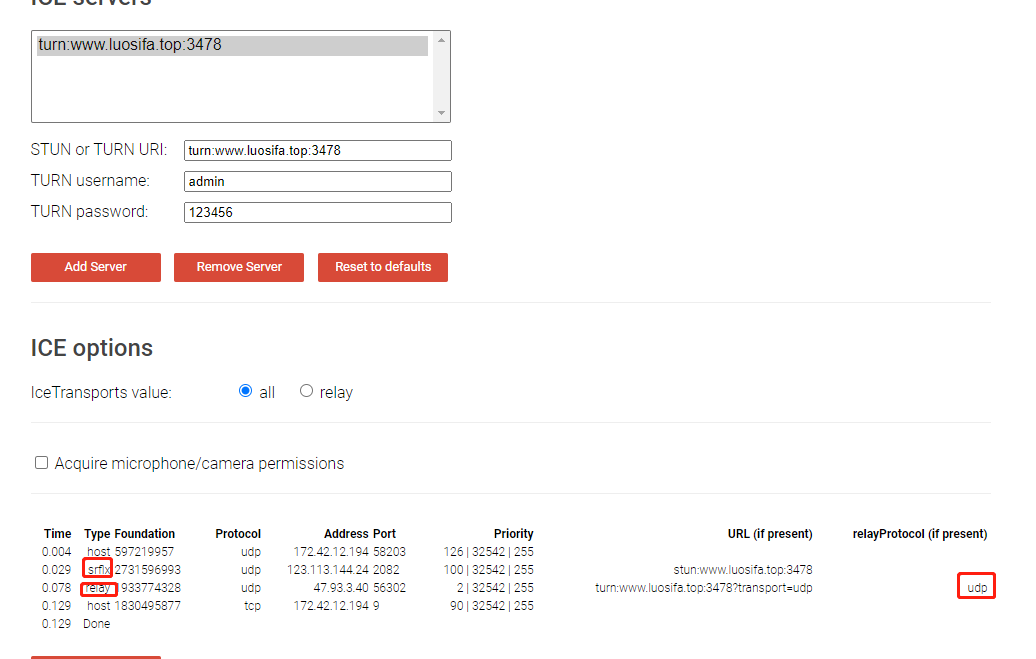 ICE servers
turn:www.luosifa.top:3478
STUN or TURN URI: turn:www.luosifa.top:3478
TURN username: admin
TURN password: 123456
Add Server Remove Server Reset to defaults
ICE options
IceTransports value: all relay
Acquire microphone/camera permissions
Time Type Foundation Protocol Address Port Priority URL (if present) relayProtocol (if present)
0.004 host 597219957 udp 172.42.12.194 58203 126 | 32542 | 255
0.029 srflx 2731596993 udp 123.113.144.24 2082 100 | 32542 | 255 stun:www.luosifa.top:3478
0.078 relay 1933774328 udp 47.93.3.40 56302 2 | 32542 | 255 turn:www.luosifa.top:3478?transport=udp udp
0.129 host 1830495877 tcp 172.42.12.194 9 90 | 32542 | 255
0.129 Done